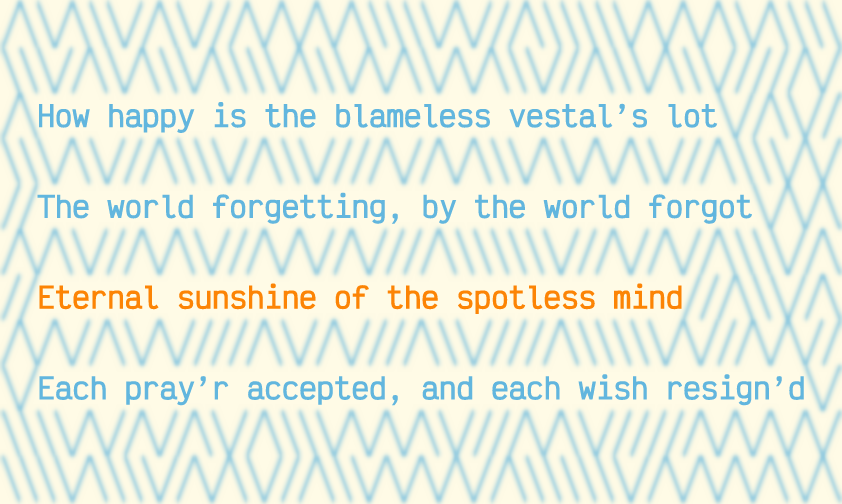 How happy is the blameless vestal’s lot
The world forgetting, by the world forgot
Eternal sunshine of the spotless mind
Each pray’r accepted, and each wish resign’d